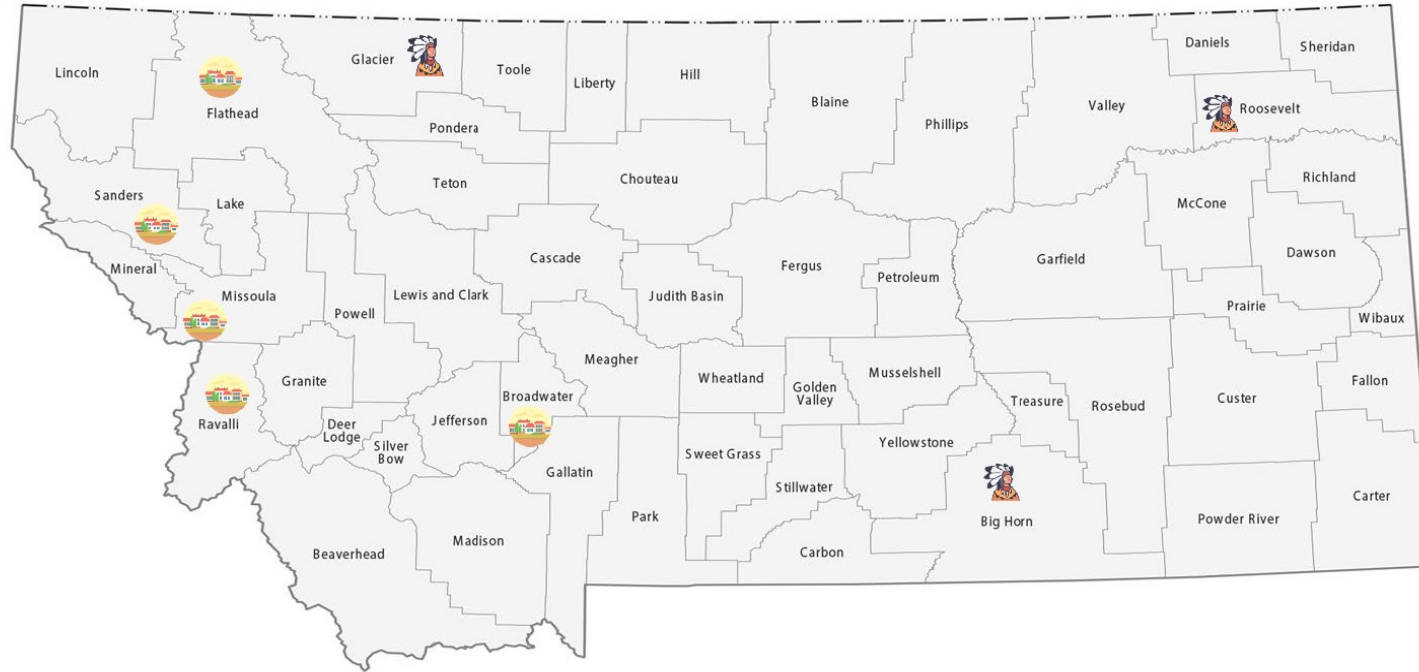 Lincoln
Flathead
Glacier
Toole
Liberty
Hill
Blaine
Phillips
Valley
Daniels
Sheridan
Roosevelt
Pondera
Sanders
Lake
Teton
Chouteau
McCone
Richland
Mineral
Missoula
Powell
Lewis and Clark
Cascade
Judith Basin
Fergus
Petroleum
Garfield
Dawson
Prairie
Wibaux
Ravalli
Granite
Deer
Lodge
Silver
Bow
Jefferson
Broadwater
Meagher
Wheatland
Golden
Valley
Musselshell
Treasure
Rosebud
Custer
Fallon
Beaverhead
Madison
Gallatin
Park
Sweet Grass
Stillwater
Yellowstone
Carbon
Big Horn
Powder River
Carter